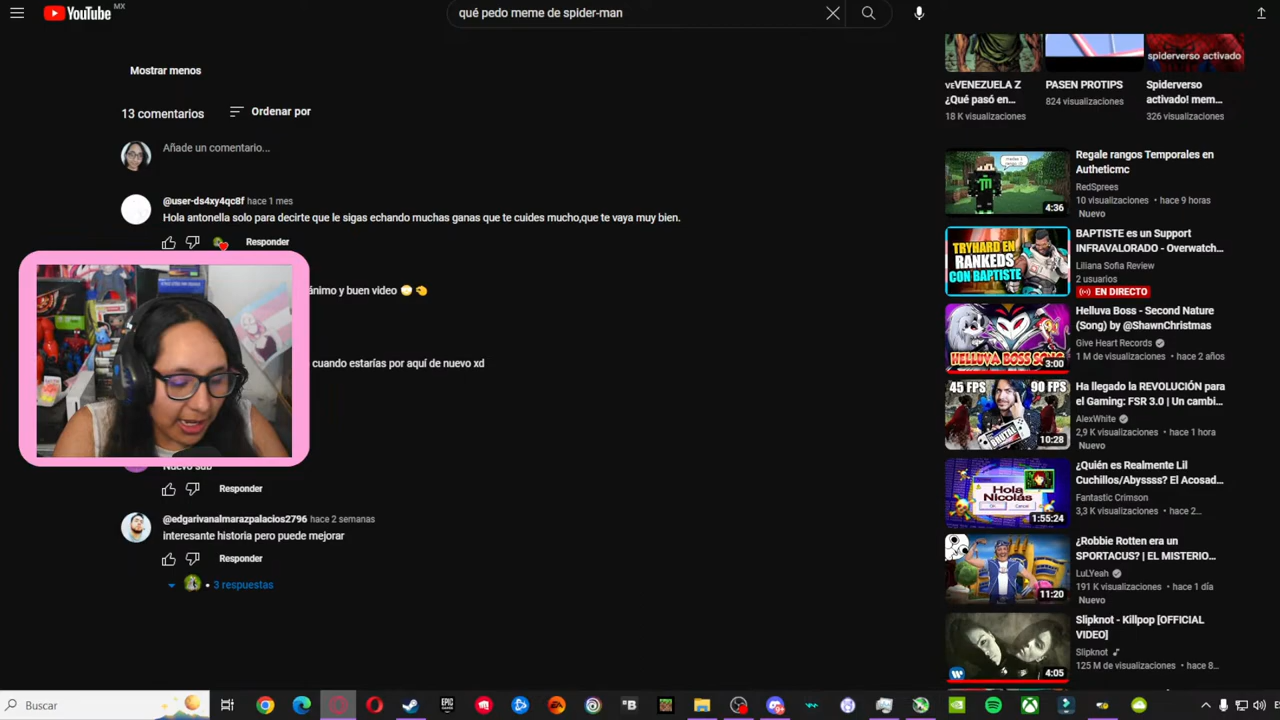 YouTube MX
qué pedo meme de spider-man
Mostrar menos
13 comentarios
Ordenar por
Añade un comentario...
@user-ds4xy4qc8f hace 1 mes
Hola antonella solo para decirte que le sigas echando muchas ganas que te cuides mucho,que te vaya muy bien.
Responder
ánimo y buen video
cuando estarías por aquí de nuevo xd
Nuevo sub
Responder
@edgarivanalmarazpalacios2796 hace 2 semanas
interesante historia pero puede mejorar
Responder
• 3 respuestas
vEVENEZUELA Z
¿Qué pasó en...
18 K visualizaciones
PASEN PROTIPS
824 visualizaciones
spiderverso activado
Spiderverso
activado! mem...
326 visualizaciones
4:36
Regale rangos Temporales en
Autheticmc
RedSprees
10 visualizaciones • hace 9 horas
Nuevo
TRYHARD EN
RANKEDS
CON BAPTISTE
BAPTISTE es un Support
INFRAVALORADO - Overwatch...
Liliana Sofia Review
2 usuarios
EN DIRECTO
HELLUVA BOSS SONG
3:00
Helluva Boss - Second Nature
(Song) by @ShawnChristmas
Give Heart Records
1 M de visualizaciones • hace 2 años
45 FPS
90 FPS
BRUTAL
10:28
Ha llegado la REVOLUCIÓN para
el Gaming: FSR 3.0 | Un cambi...
AlexWhite
2,9 K visualizaciones • hace 1 hora
Nuevo
Hola
Nicolás
1:55:24
¿Quién es Realmente Lil
Cuchillos/Abyssss? El Acosad...
Fantastic Crimson
3,3 K visualizaciones • hace 2...
11:20
¿Robbie Rotten era un
SPORTACUS? | EL MISTERIO...
LuLYeah
191 K visualizaciones • hace 1 día
Nuevo
4:05
Slipknot - Killpop [OFFICIAL
VIDEO]
Slipknot
125 M de visualizaciones • hace 8...
Buscar